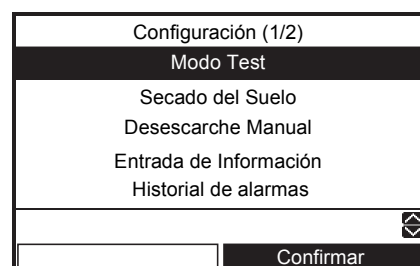 Configuración (1/2)
Modo Test
Secado del Suelo
Desescarche Manual
Entrada de Información
Historial de alarmas
Confirmar